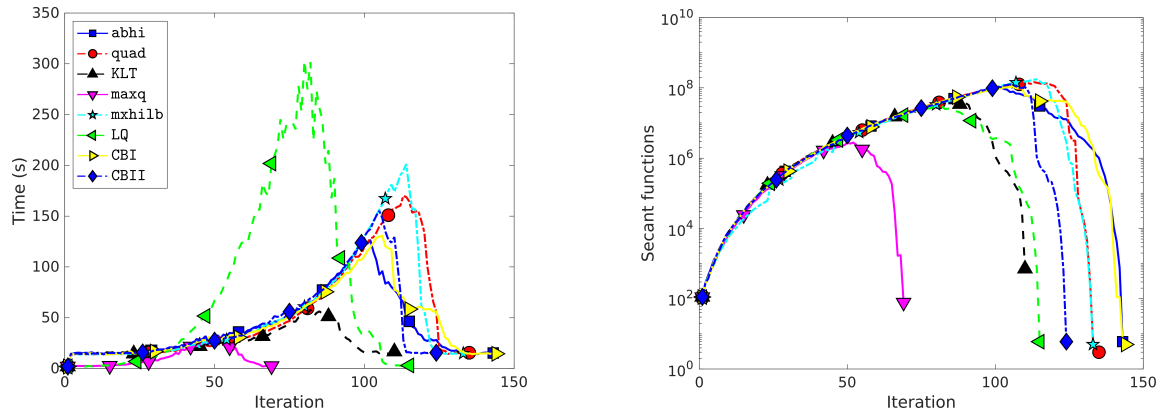 350
300
250
200
150
100
50
0
Time (s)
0
50
100
150
Iteration
abhi
quad
KLT
maxq
mxhilb
LQ
CBI
CBII
10^10
10^8
10^6
10^4
10^2
10^0
Secant functions
0
50
100
150
Iteration